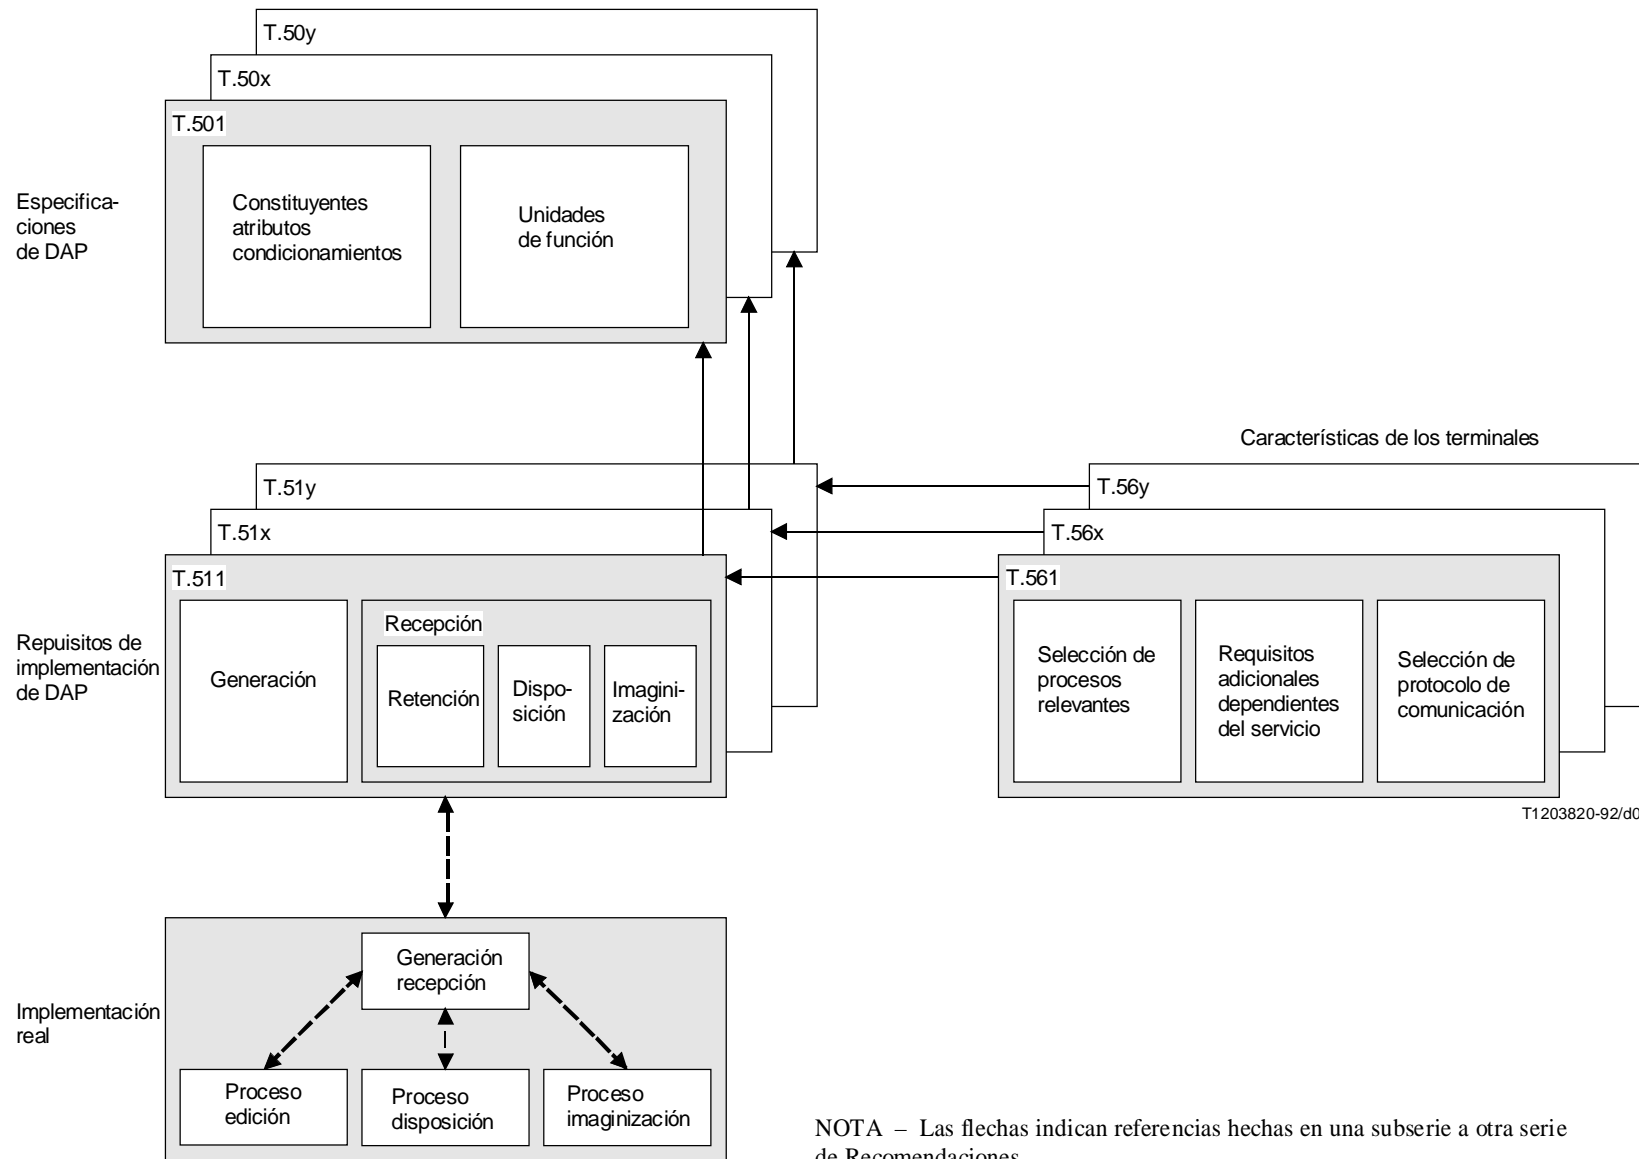 T.50y
T.50x
T.501
Especifica-
ciones
de DAP
Constituyentes
atributos
condicionamientos
Unidades
de función
Características de los terminales
T.51y
T.51x
T.511
T.56y
T.56x
T.561
Repuisitos de
implementación
de DAP
Generación
Recepción
Retención
Dispo-
sición
Imagini-
zación
Selección de
procesos
relevantes
Requisitos
adicionales
dependientes
del servicio
Selección de
protocolo de
comunicación
T1203820-92/d0
Implementación
real
Generación
recepción
Proceso
edición
Proceso
disposición
Proceso
imaginización
NOTA – Las flechas indican referencias hechas en una subserie a otra serie
de Recomendaciones